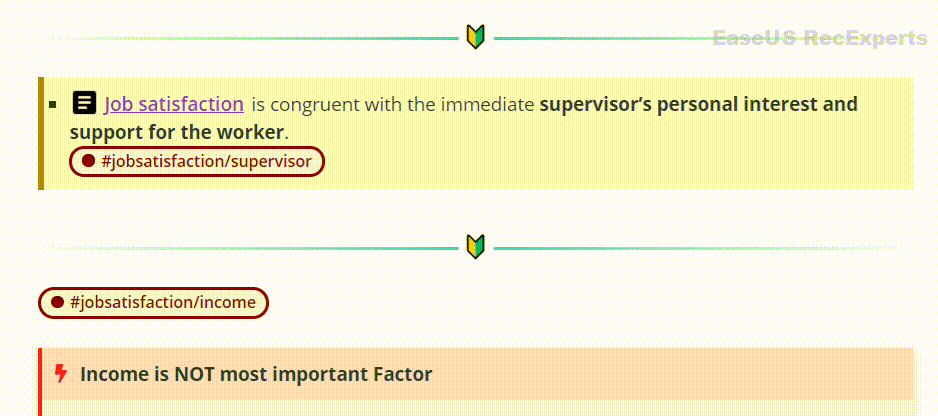 EaseUS RecExperts
Job satisfaction is congruent with the immediate supervisor’s personal interest and
support for the worker.
#jobsatisfaction/supervisor
#jobsatisfaction/income
Income is NOT most important Factor